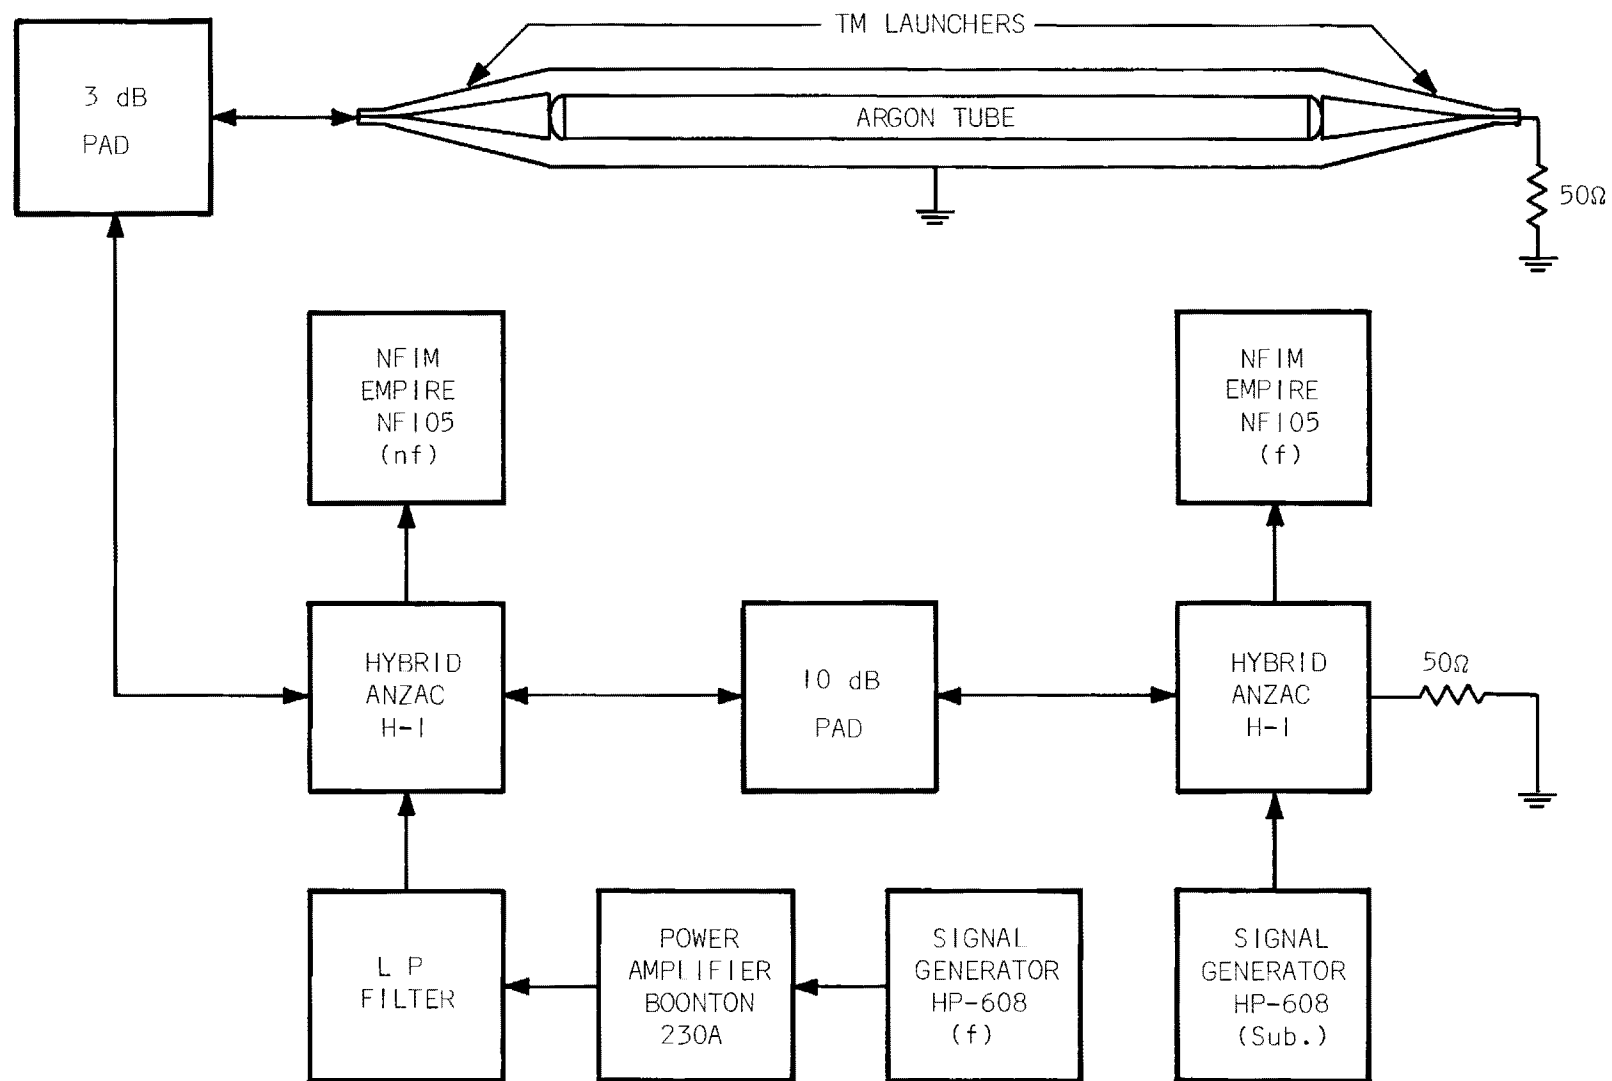 TM LAUNCHERS
3 dB
PAD
ARGON TUBE
50Ω
NFIM
EMPIRE
NF105
(nf)
NFIM
EMPIRE
NF105
(f)
HYBRID
ANZAC
H-1
10 dB
PAD
HYBRID
ANZAC
H-1
50Ω
L P
FILTER
POWER
AMPLIFIER
BOONTON
230A
SIGNAL
GENERATOR
HP-608
(f)
SIGNAL
GENERATOR
HP-608
(Sub.)